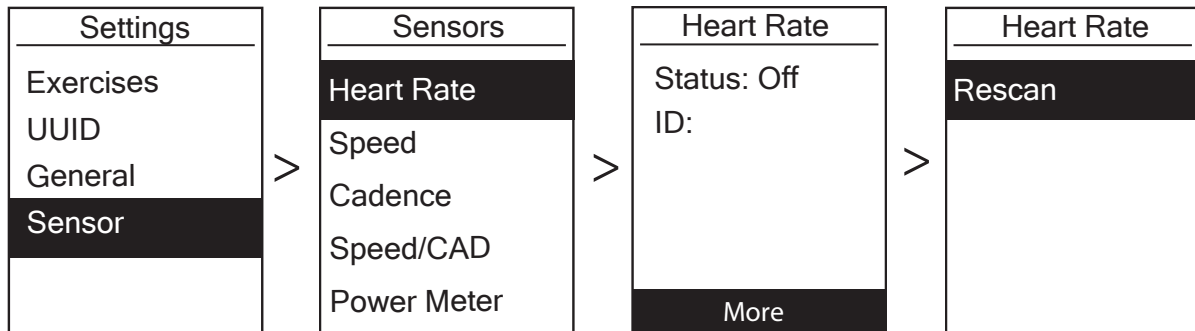 Settings
Exercises
UUID
General
Sensor
>
Sensors
Heart Rate
Speed
Cadence
Speed/CAD
Power Meter
>
Heart Rate
Status: Off
ID:
More
>
Heart Rate
Rescan